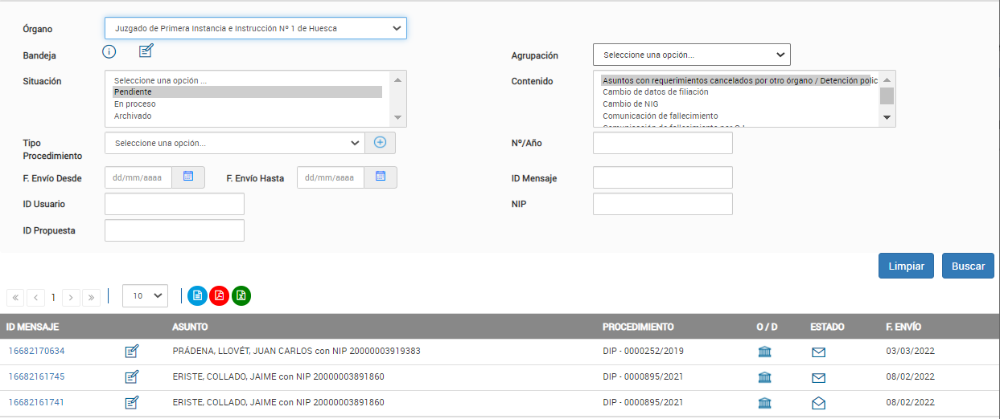 Órgano Juzgado de Primera Instancia e Instrucción Nº 1 de Huesca
Bandeja Agrupación Seleccione una opción...
Situación Seleccione una opción ... Contenido Asuntos con requerimientos cancelados por otro órgano / Detención polic
Pendiente Cambio de datos de filiación
En proceso Cambio de NIG
Archivado Comunicación de fallecimiento
Comunicación de fallecimiento por
Tipo Procedimiento Seleccione una opción... Nº/Año
F. Envío Desde dd/mm/aaaa F. Envío Hasta dd/mm/aaaa ID Mensaje
ID Usuario NIP
ID Propuesta
Limpiar Buscar
« ‹ 1 › » 10
ID MENSAJE ASUNTO PROCEDIMIENTO O / D ESTADO F. ENVÍO
16682170634 PRÁDENA, LLOVÉT, JUAN CARLOS con NIP 20000003919383 DIP - 0000252/2019 03/03/2022
16682161745 ERISTE, COLLADO, JAIME con NIP 20000003891860 DIP - 0000895/2021 08/02/2022
16682161741 ERISTE, COLLADO, JAIME con NIP 20000003891860 DIP - 0000895/2021 08/02/2022